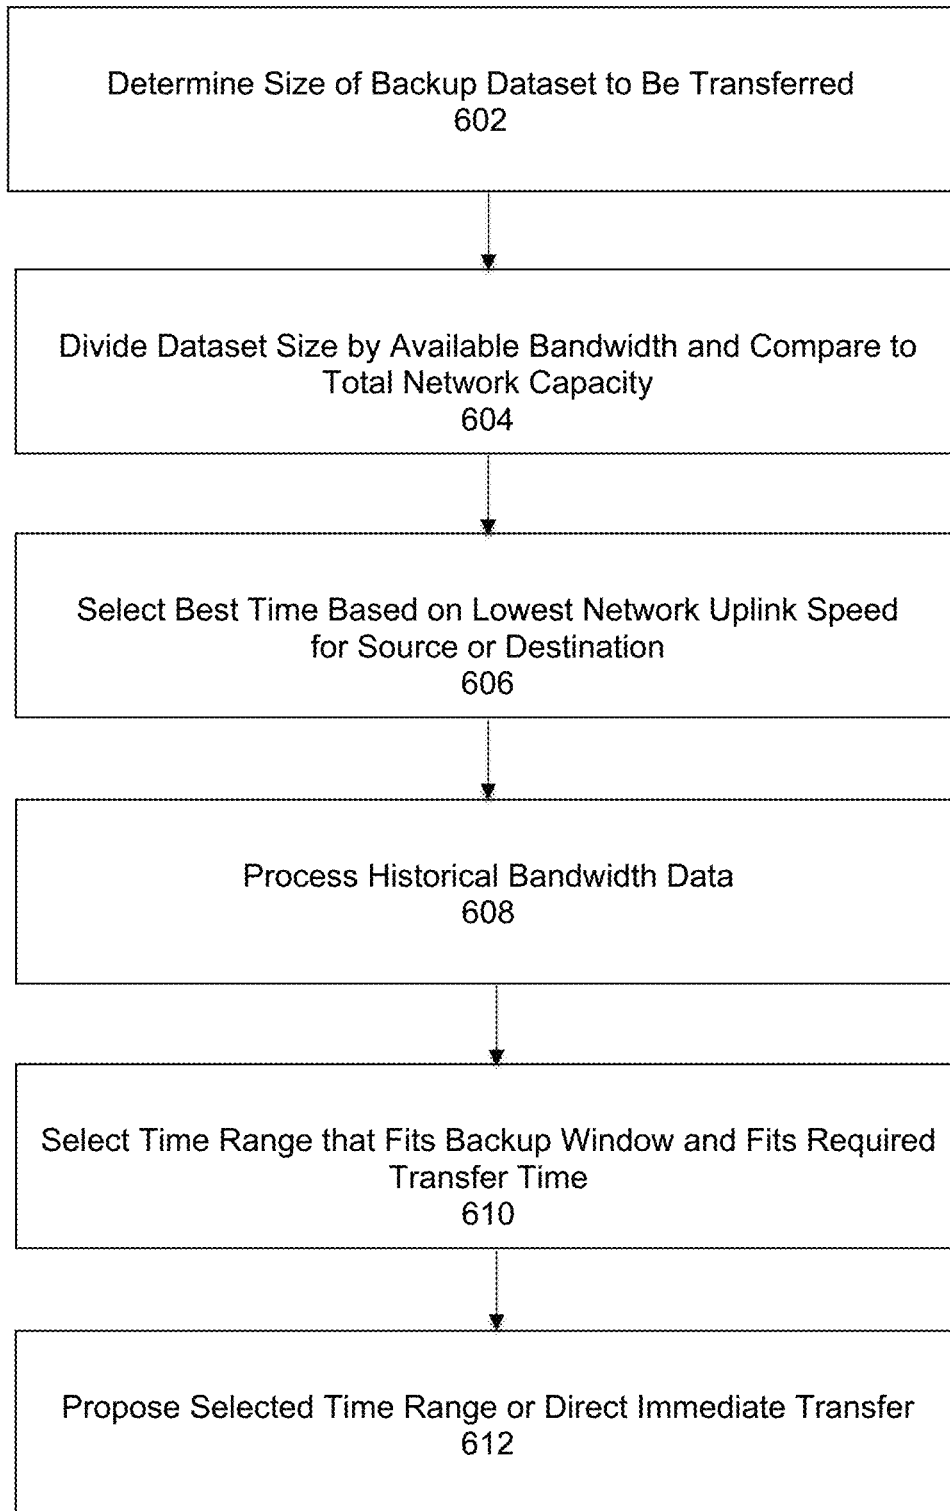 Determine Size of Backup Dataset to Be Transferred
602
Divide Dataset Size by Available Bandwidth and Compare to
Total Network Capacity
604
Select Best Time Based on Lowest Network Uplink Speed
for Source or Destination
606
Process Historical Bandwidth Data
608
Select Time Range that Fits Backup Window and Fits Required
Transfer Time
610
Propose Selected Time Range or Direct Immediate Transfer
612